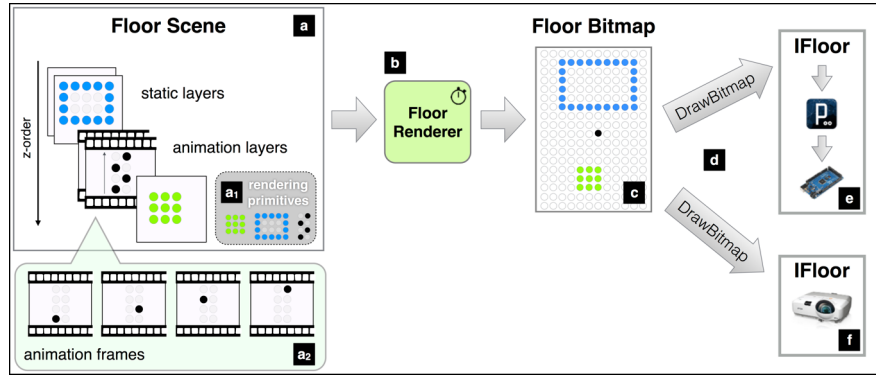 Floor Scene
a
z-order
static layers
animation layers
a1
rendering
primitives
animation frames
a2
b
Floor
Renderer
Floor Bitmap
c
DrawBitmap
d
DrawBitmap
IFloor
P
e
IFloor
f